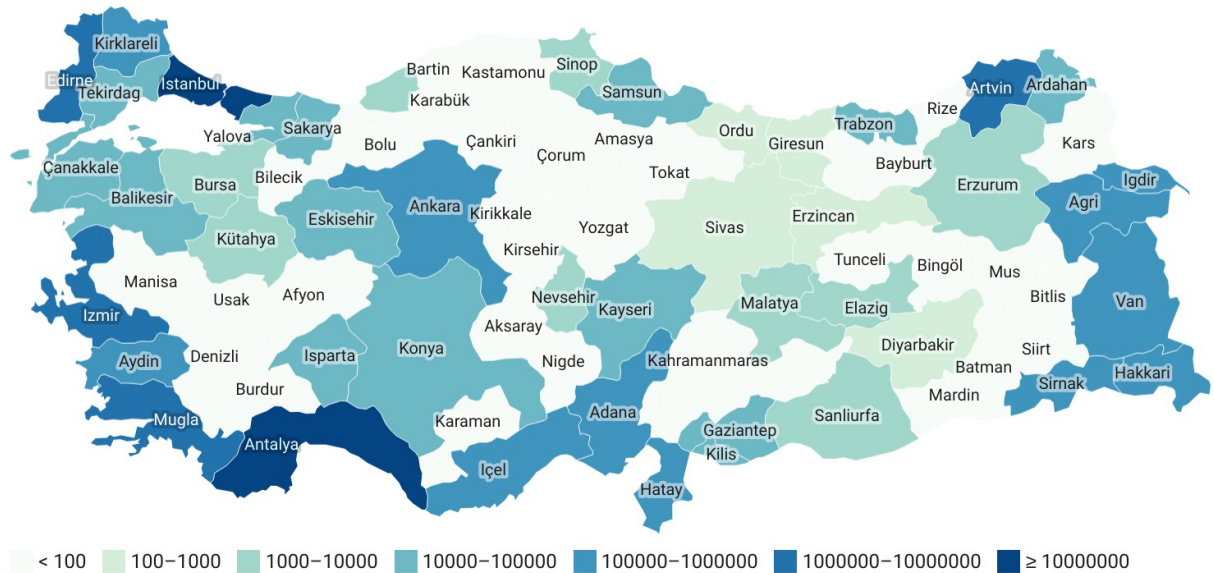 Kirklareli
Edirne
Tekirdag
Istanbul
Bartin
Kastamonu
Sinop
Karabük
Samsun
Artvin
Ardahan
Rize
Yalova
Sakarya
Bolu
Çankiri
Amasya
Ordu
Giresun
Trabzon
Kars
Çorum
Tokat
Bayburt
Çanakkale
Bursa
Bilecik
Erzurum
Igdir
Balikesir
Eskisehir
Ankara
Kirikkale
Agri
Kütahya
Yozgat
Sivas
Erzincan
Kirsehir
Tunceli
Bingöl
Mus
Manisa
Usak
Afyon
Nevsehir
Kayseri
Malatya
Elazig
Bitlis
Van
Izmir
Aksaray
Aydin
Denizli
Isparta
Konya
Nigde
Kahramanmaras
Diyarbakir
Siirt
Batman
Hakkari
Burdur
Sirnak
Mardin
Mugla
Karaman
Adana
Sanliurfa
Antalya
Gaziantep
Kilis
Içel
Hatay
< 100 100–1000 1000–10000 10000–100000 100000–1000000 1000000–10000000 ≥ 10000000